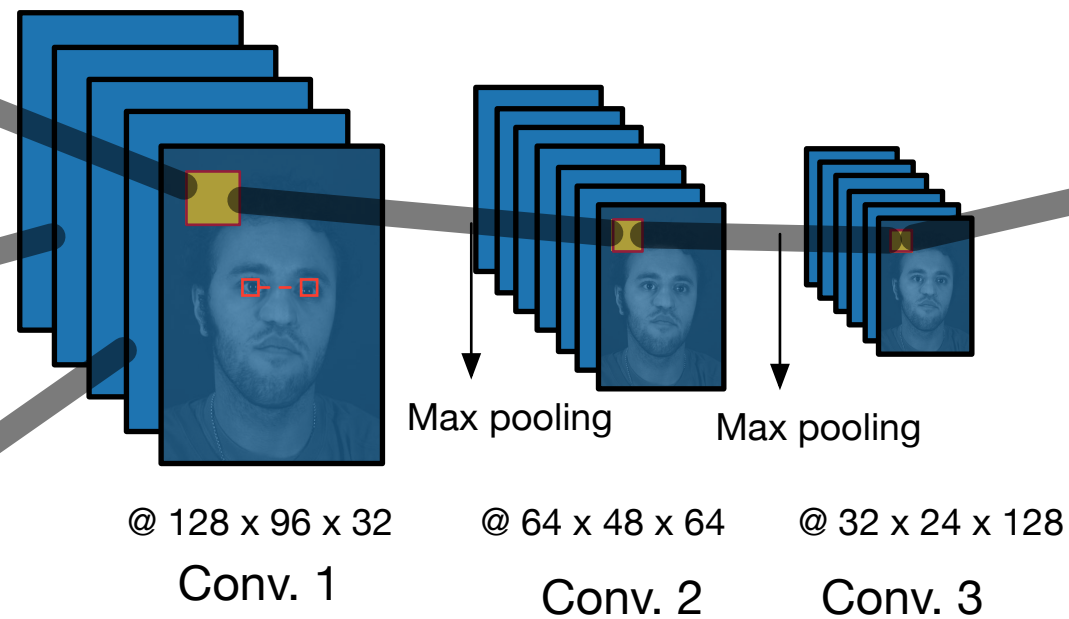 Max pooling
Max pooling
@ 128 x 96 x 32
@ 64 x 48 x 64
@ 32 x 24 x 128
Conv. 1
Conv. 2
Conv. 3